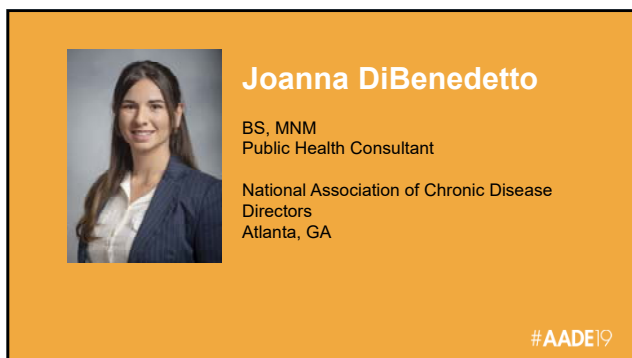 Joanna DiBenedetto
BS, MNM
Public Health Consultant
National Association of Chronic Disease
Directors
Atlanta, GA
#AADE19